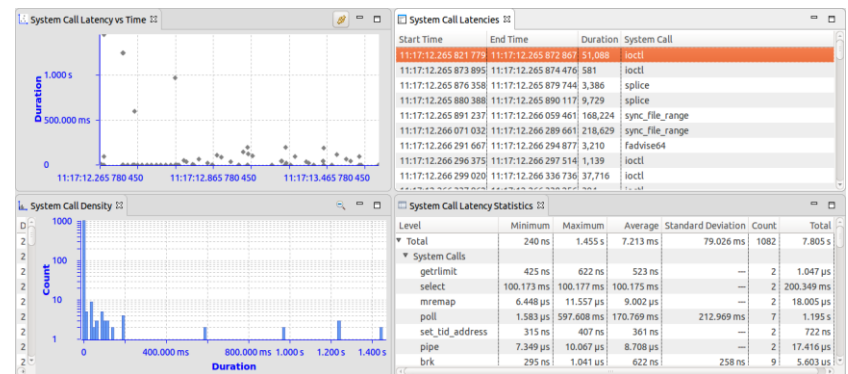 System Call Latency vs Time
1.000 s
500.000 ms
0
Duration
11:17:12.265 780 450 11:17:12.865 780 450 11:17:13.465 780 450
System Call Latencies
Start Time End Time Duration System Call
11:17:12.265 821 779 11:17:12.265 872 867 51,088 ioctl
11:17:12.265 873 895 11:17:12.265 874 476 581 ioctl
11:17:12.265 876 358 11:17:12.265 879 744 3,386 splice
11:17:12.265 880 388 11:17:12.265 890 117 9,729 splice
11:17:12.265 891 237 11:17:12.266 059 461 168,224 sync_file_range
11:17:12.266 071 032 11:17:12.266 289 661 218,629 sync_file_range
11:17:12.266 291 667 11:17:12.266 294 877 3,210 fadvise64
11:17:12.266 296 375 11:17:12.266 297 514 1,139 ioctl
11:17:12.266 299 020 11:17:12.266 336 736 37,716 ioctl
System Call Density
D
2
2
2
2
2
2
2
2
1000
100
10
1
Count
0 400.000 ms 800.000 ms 1.000 s 1.200 s 1.400 s
Duration
System Call Latency Statistics
Level Minimum Maximum Average Standard Deviation Count Total
Total 240 ns 1.455 s 7.213 ms 79.026 ms 1082 7.805 s
System Calls
getrlimit 425 ns 622 ns 523 ns --- 2 1.047 µs
select 100.173 ms 100.177 ms 100.175 ms --- 2 200.349 ms
mremap 6.448 µs 11.557 µs 9.002 µs --- 2 18.005 µs
poll 1.583 µs 597.608 ms 170.769 ms 212.969 ms 7 1.195 s
set_tid_address 315 ns 407 ns 361 ns --- 2 722 ns
pipe 7.349 µs 10.067 µs 8.708 µs --- 2 17.416 µs
brk 295 ns 1.041 µs 622 ns 258 ns 9 5.603 µs